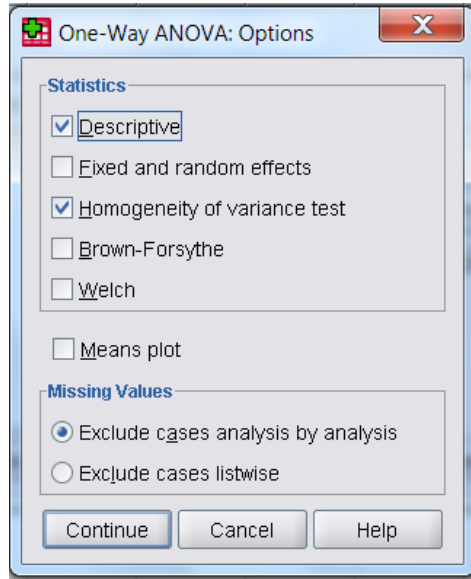 One-Way ANOVA: Options
Statistics
Descriptive
Fixed and random effects
Homogeneity of variance test
Brown-Forsythe
Welch
Means plot
Missing Values
Exclude cases analysis by analysis
Exclude cases listwise
Continue Cancel Help